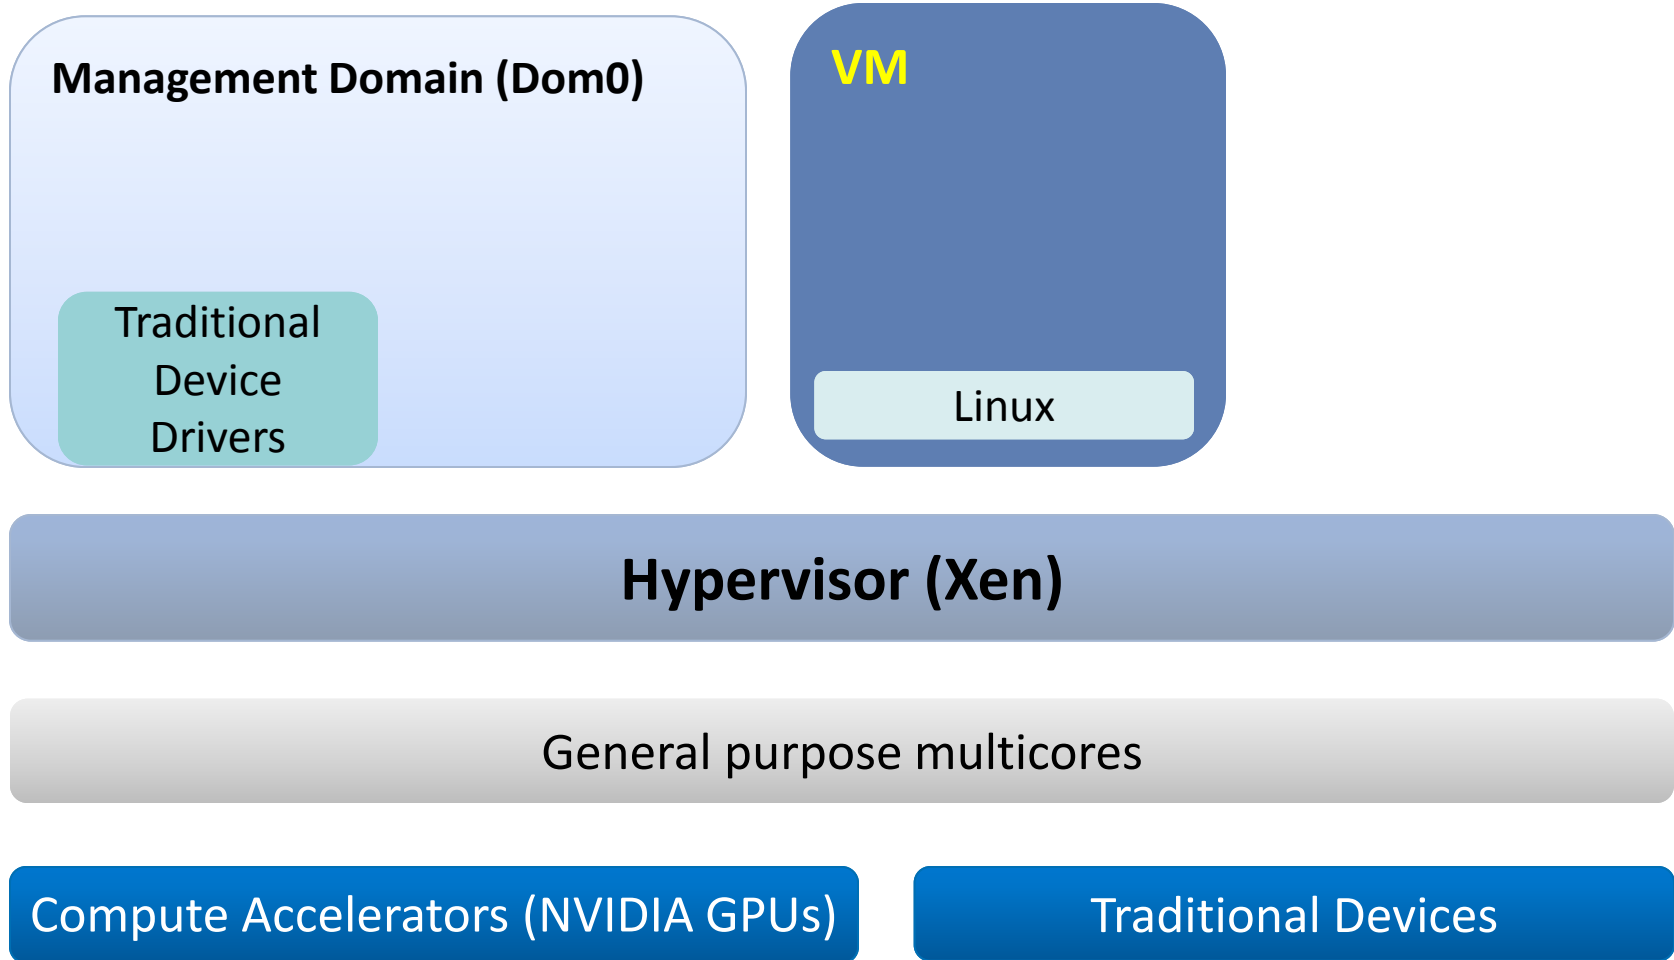 Management Domain (Dom0)
VM
Traditional
Device
Drivers
Linux
Hypervisor (Xen)
General purpose multicores
Compute Accelerators (NVIDIA GPUs)
Traditional Devices